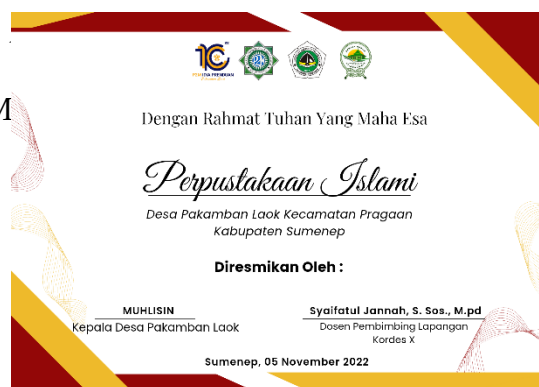 M
Dengan Rahmat Tuhan Yang Maha Esa
Perpustakaan Islami
Desa Pakamban Laok Kecamatan Pragaan
Kabupaten Sumenep
Diresmikan Oleh :
MUHLISIN
Kepala Desa Pakamban Laok
Syaifatul Jannah, S. Sos., M.pd
Dosen Pembimbing Lapangan
Kordes X
Sumenep, 05 November 2022